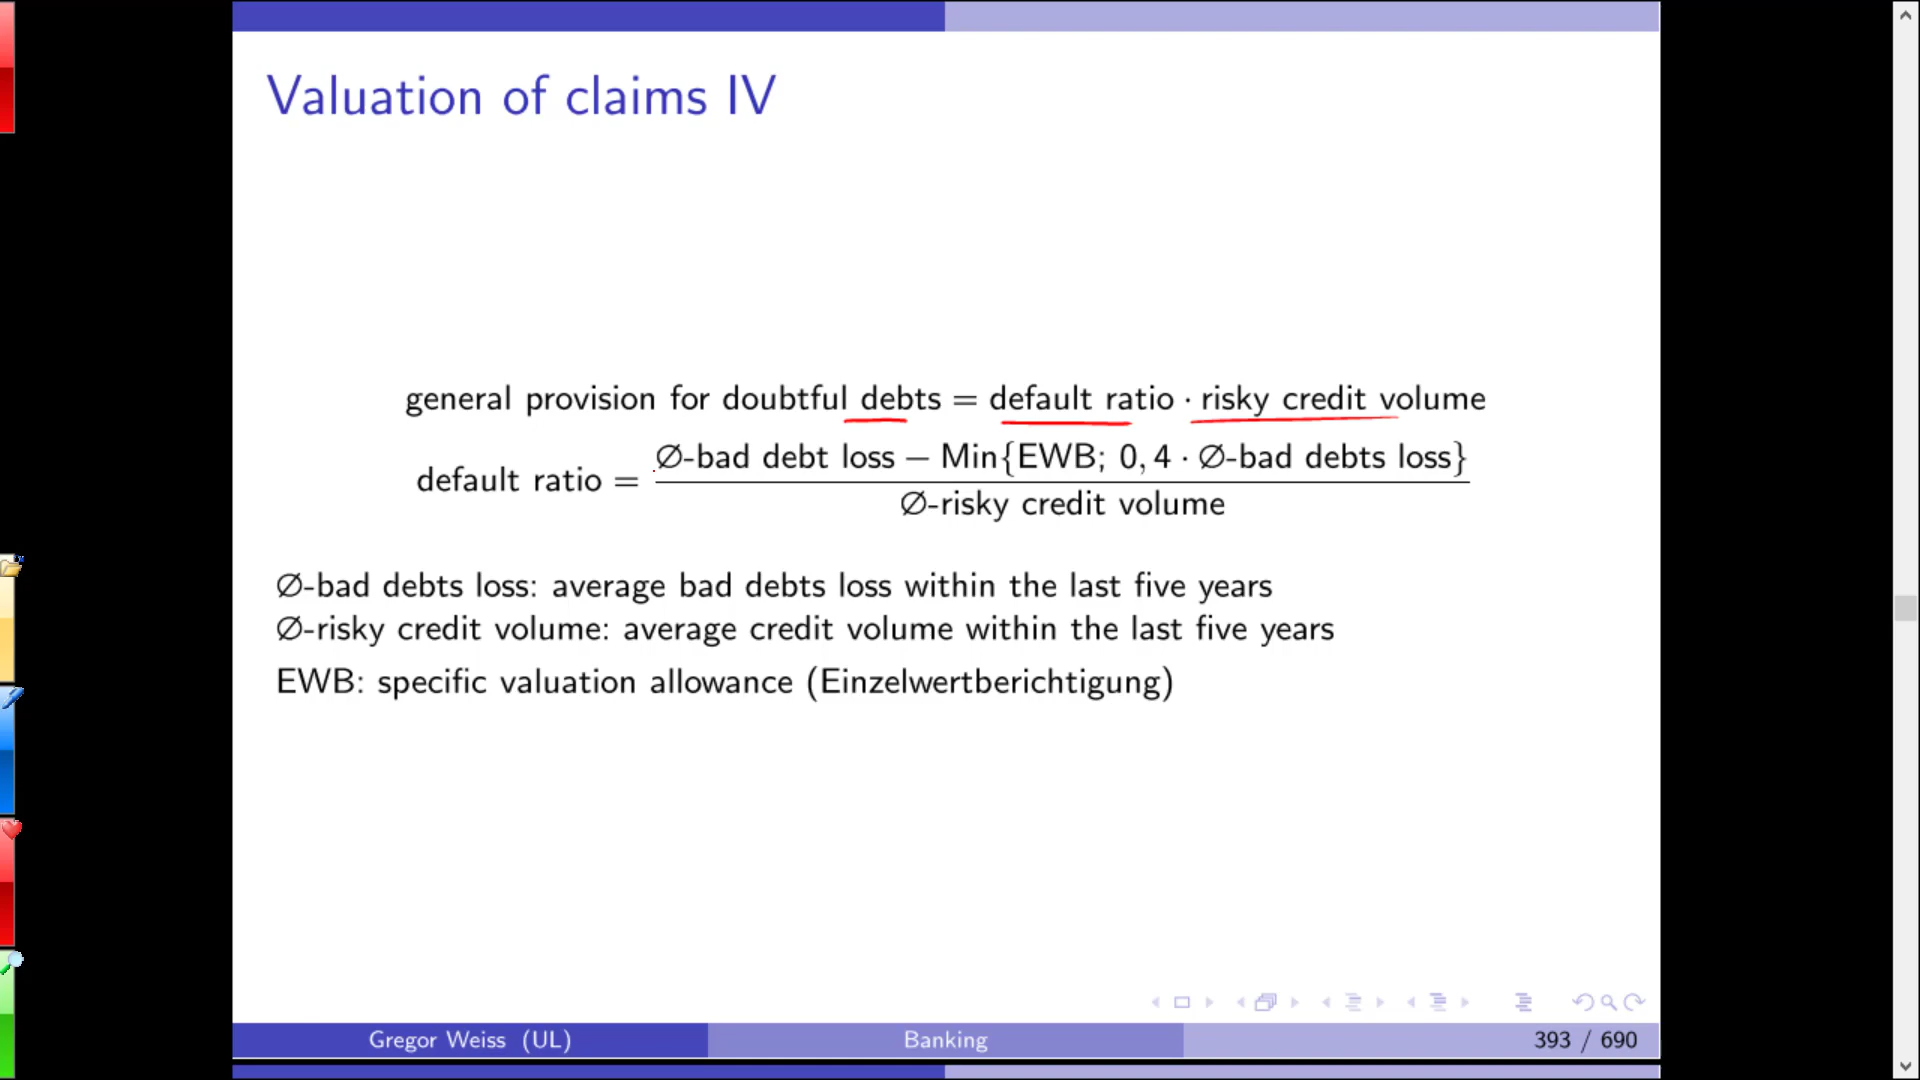 Valuation of claims IV
general provision for doubtful debts = default ratio · risky credit volume
default ratio = \frac{∅-bad debt loss − Min{EWB; 0, 4 · ∅-bad debts loss}}{∅-risky credit volume}
∅-bad debts loss: average bad debts loss within the last five years
∅-risky credit volume: average credit volume within the last five years
EWB: specific valuation allowance (Einzelwertberichtigung)
Gregor Weiss (UL) Banking 393 / 690